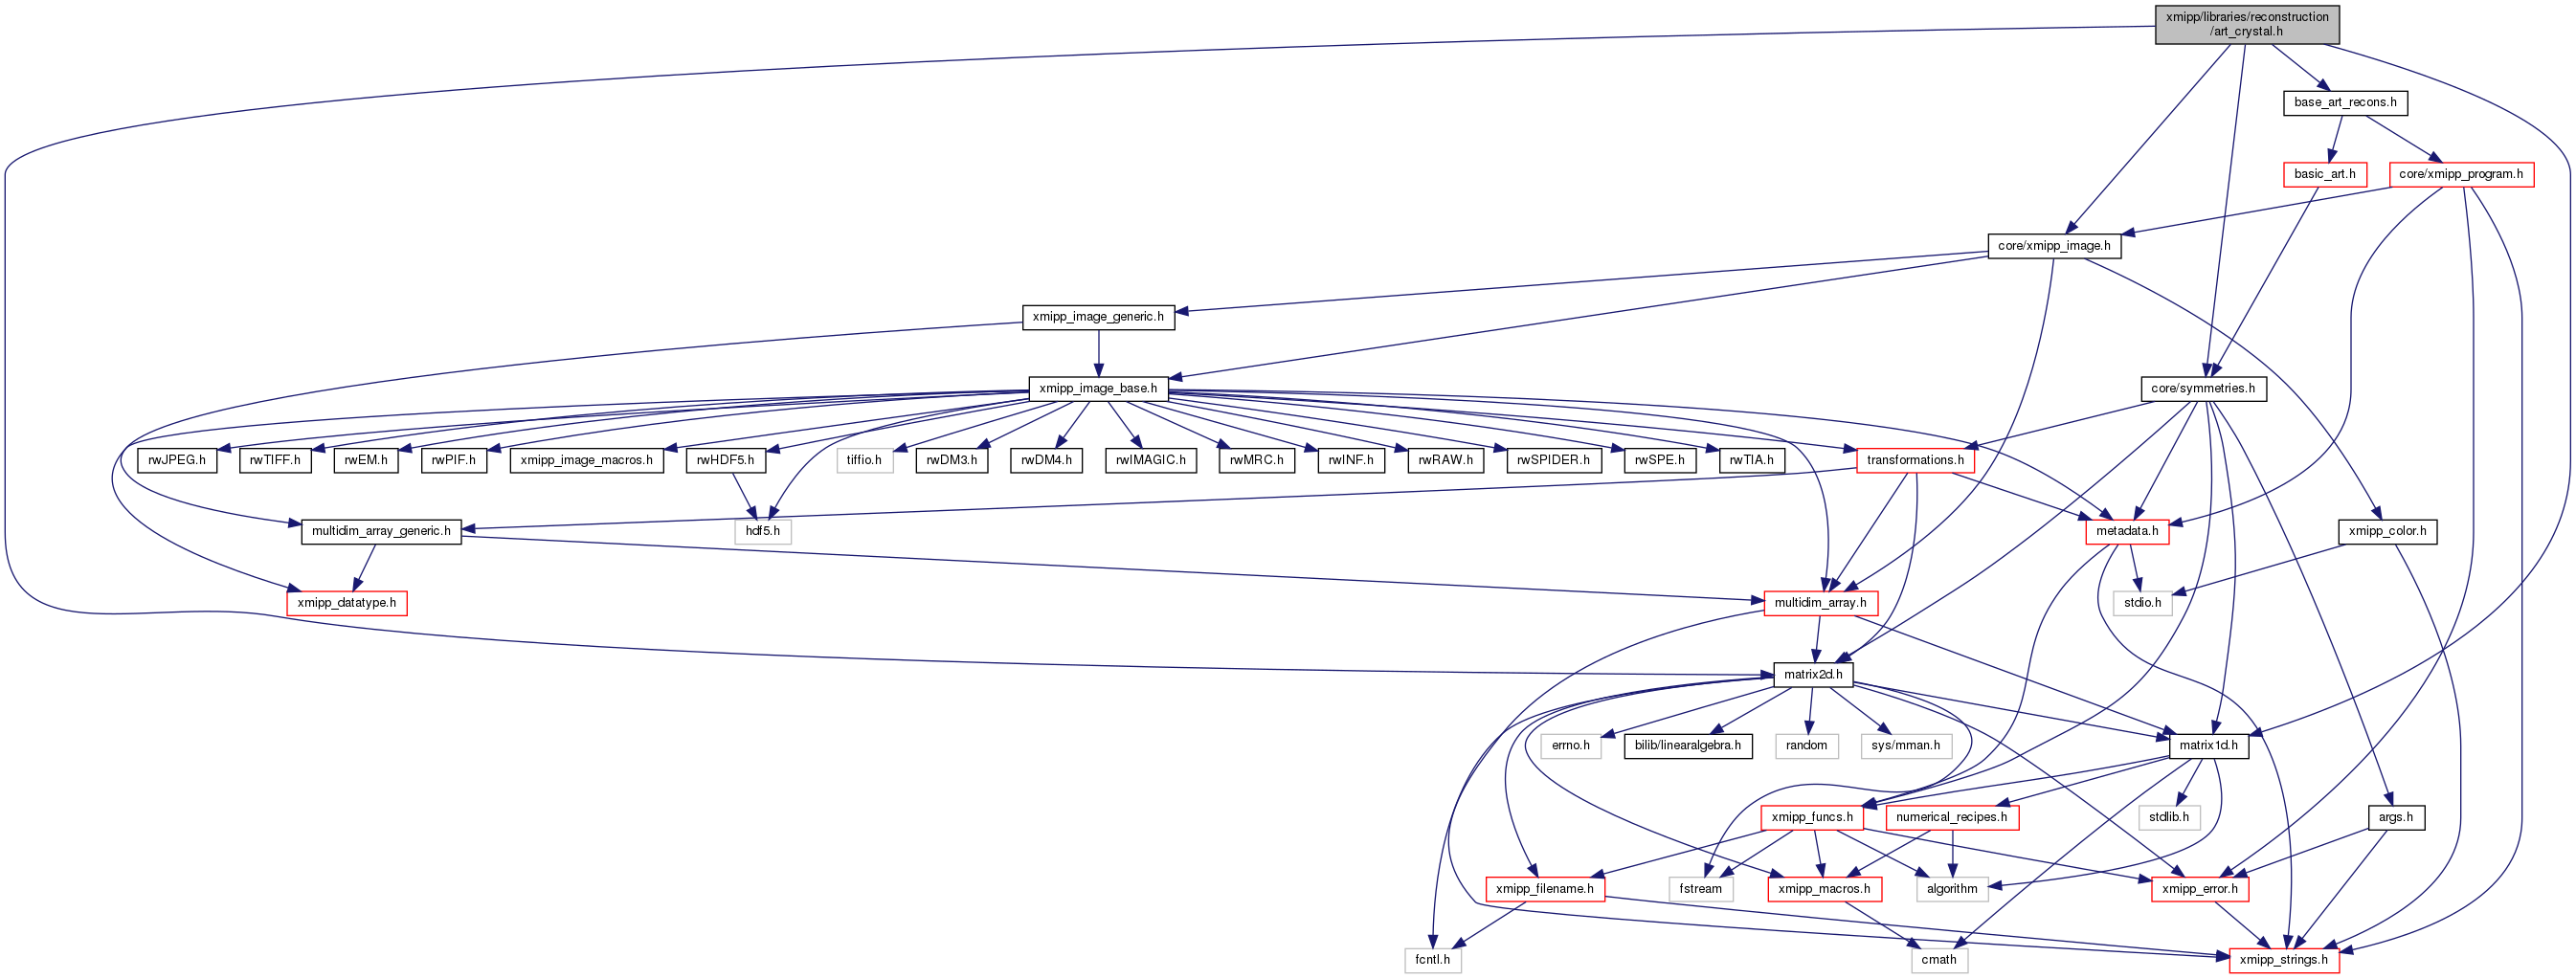 xmipp/libraries/reconstruction
/art_crystal.h
base_art_recons.h
basic_art.h
core/xmipp_program.h
core/xmipp_image.h
xmipp_image_generic.h
xmipp_image_base.h
core/symmetries.h
rwJPEG.h
rwTIFF.h
rwEM.h
rwPIF.h
xmipp_image_macros.h
rwHDF5.h
tiffio.h
rwDM3.h
rwDM4.h
rwIMAGIC.h
rwMRC.h
rwINF.h
rwRAW.h
rwSPIDER.h
rwSPE.h
rwTIA.h
transformations.h
multidim_array_generic.h
hdf5.h
metadata.h
xmipp_color.h
xmipp_datatype.h
multidim_array.h
stdio.h
matrix2d.h
errno.h
bilib/linearalgebra.h
random
sys/mman.h
matrix1d.h
xmipp_funcs.h
numerical_recipes.h
stdlib.h
args.h
xmipp_filename.h
fstream
xmipp_macros.h
algorithm
xmipp_error.h
fcntl.h
cmath
xmipp_strings.h